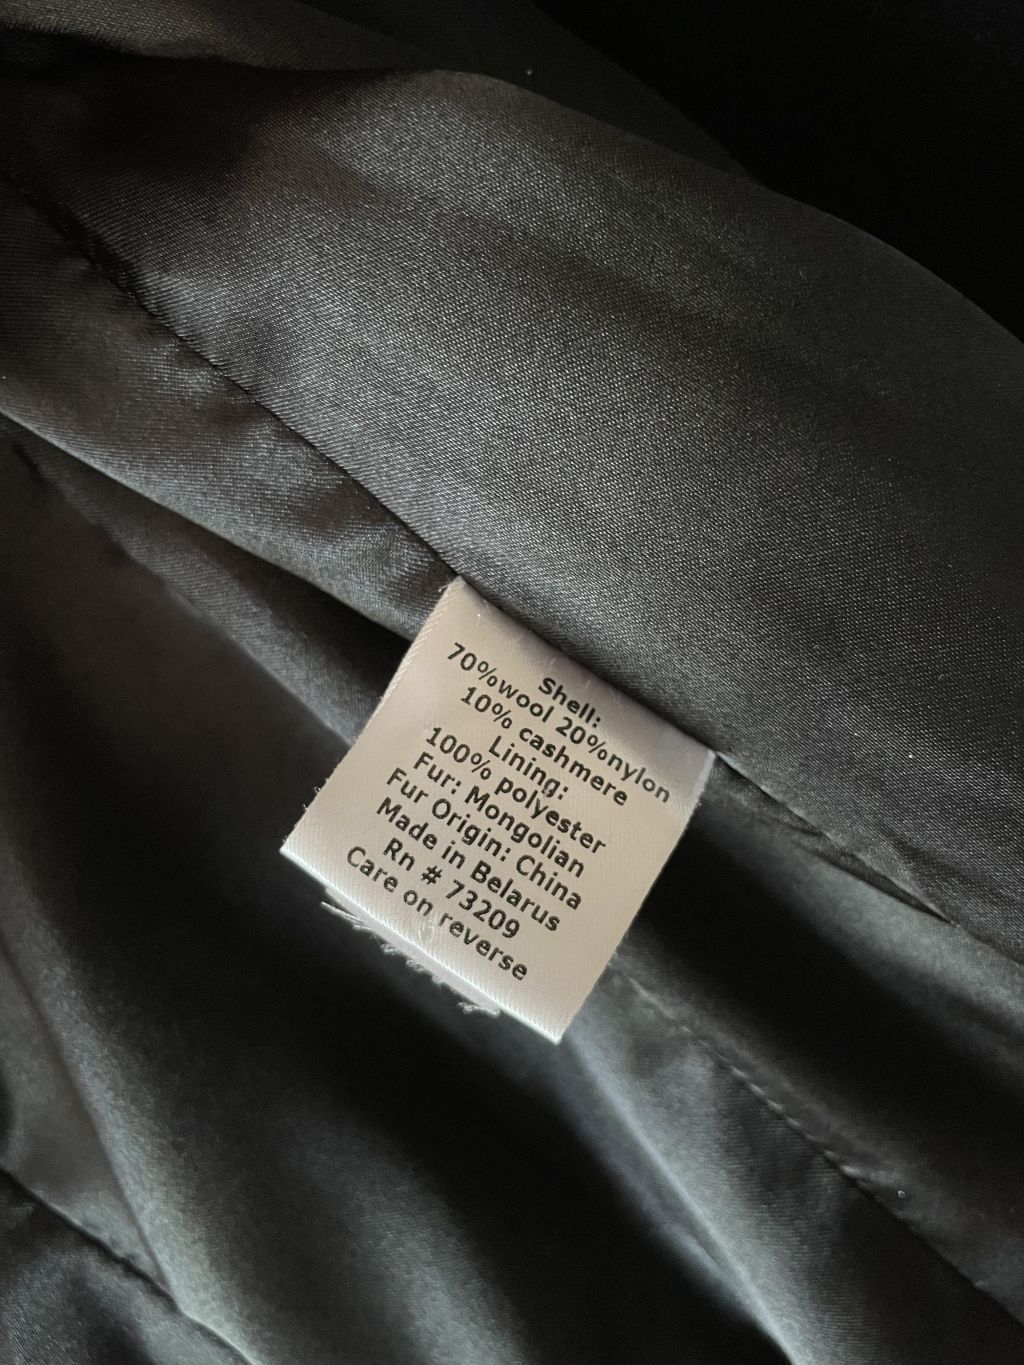 Shell:
70%wool 20%nylon
10% cashmere
Lining:
100% polyester
Fur: Mongolian
Fur Origin: China
Made in Belarus
Rn # 73209
Care on reverse